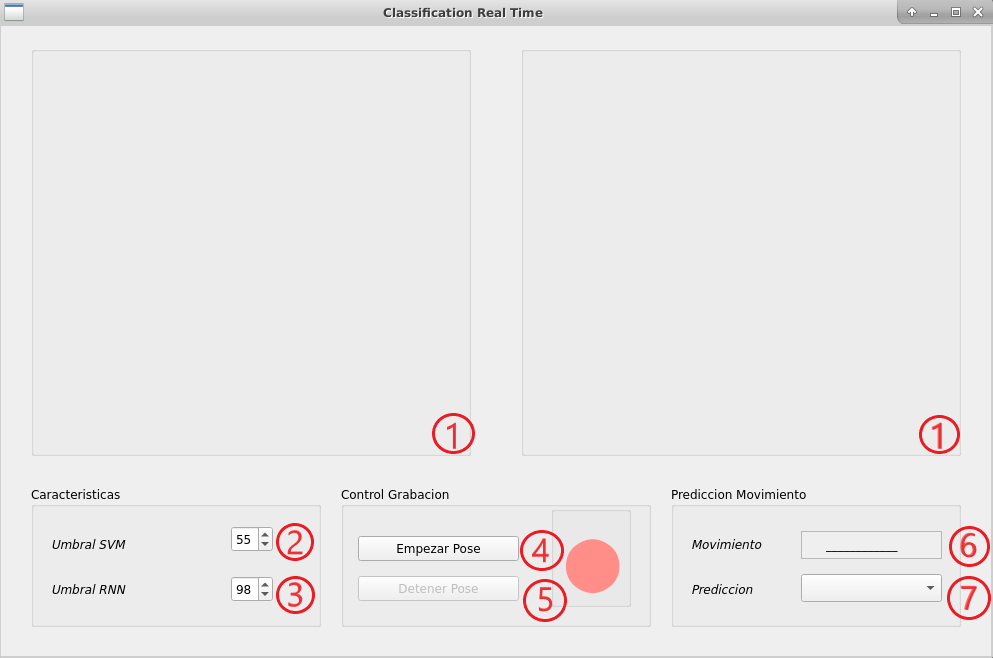 Classification Real Time
1 1
Caracteristicas
Umbral SVM 55 2
Umbral RNN 98 3
Control Grabacion
Empezar Pose 4
Detener Pose 5
Prediccion Movimiento
Movimiento ___________ 6
Prediccion 7